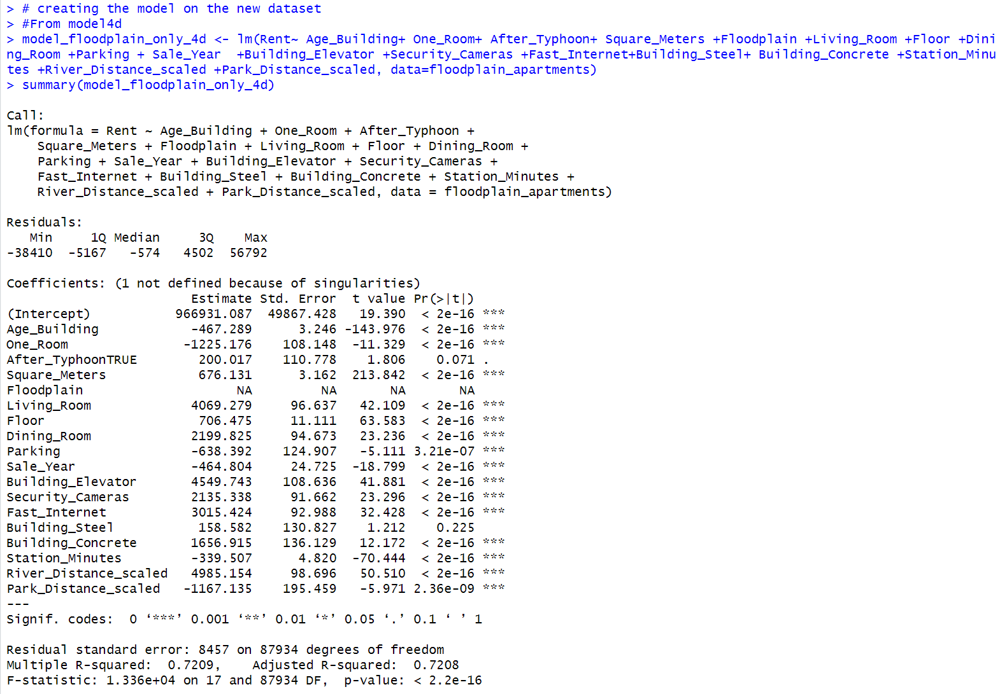 > # creating the model on the new dataset
> #From model4d
> model_floodplain_only_4d <- lm(Rent~ Age_Building+ One_Room+ After_Typhoon+ Square_Meters +Floodplain +Living_Room +Floor +Dini
ng_Room +Parking + Sale_Year  +Building_Elevator +Security_Cameras +Fast_Internet+Building_Steel+ Building_Concrete +Station_Minu
tes +River_Distance_scaled +Park_Distance_scaled, data=floodplain_apartments)
> summary(model_floodplain_only_4d)

Call:
lm(formula = Rent ~ Age_Building + One_Room + After_Typhoon + 
    Square_Meters + Floodplain + Living_Room + Floor + Dining_Room + 
    Parking + Sale_Year + Building_Elevator + Security_Cameras + 
    Fast_Internet + Building_Steel + Building_Concrete + Station_Minutes + 
    River_Distance_scaled + Park_Distance_scaled, data = floodplain_apartments)

Residuals:
   Min     1Q Median     3Q    Max 
-38410  -5167   -574   4502  56792 

Coefficients: (1 not defined because of singularities)
                        Estimate Std. Error  t value Pr(>|t|)    
(Intercept)           966931.087  49867.428   19.390  < 2e-16 ***
Age_Building            -467.289      3.246 -143.976  < 2e-16 ***
One_Room               -1225.176    108.148  -11.329  < 2e-16 ***
After_TyphoonTRUE        200.017    110.778    1.806    0.071 .  
Square_Meters            676.131      3.162  213.842  < 2e-16 ***
Floodplain                    NA         NA       NA       NA    
Living_Room             4069.279     96.637   42.109  < 2e-16 ***
Floor                    706.475     11.111   63.583  < 2e-16 ***
Dining_Room             2199.825     94.673   23.236  < 2e-16 ***
Parking                 -638.392    124.907   -5.111 3.21e-07 ***
Sale_Year               -464.804     24.725  -18.799  < 2e-16 ***
Building_Elevator       4549.743    108.636   41.881  < 2e-16 ***
Security_Cameras        2135.338     91.662   23.296  < 2e-16 ***
Fast_Internet           3015.424     92.988   32.428  < 2e-16 ***
Building_Steel           158.582    130.827    1.212    0.225    
Building_Concrete       1656.915    136.129   12.172  < 2e-16 ***
Station_Minutes         -339.507      4.820  -70.444  < 2e-16 ***
River_Distance_scaled   4985.154     98.696   50.510  < 2e-16 ***
Park_Distance_scaled   -1167.135    195.459   -5.971 2.36e-09 ***
---
Signif. codes:  0 ‘***’ 0.001 ‘**’ 0.01 ‘*’ 0.05 ‘.’ 0.1 ‘ ’ 1

Residual standard error: 8457 on 87934 degrees of freedom
Multiple R-squared:  0.7209,	Adjusted R-squared:  0.7208 
F-statistic: 1.336e+04 on 17 and 87934 DF,  p-value: < 2.2e-16